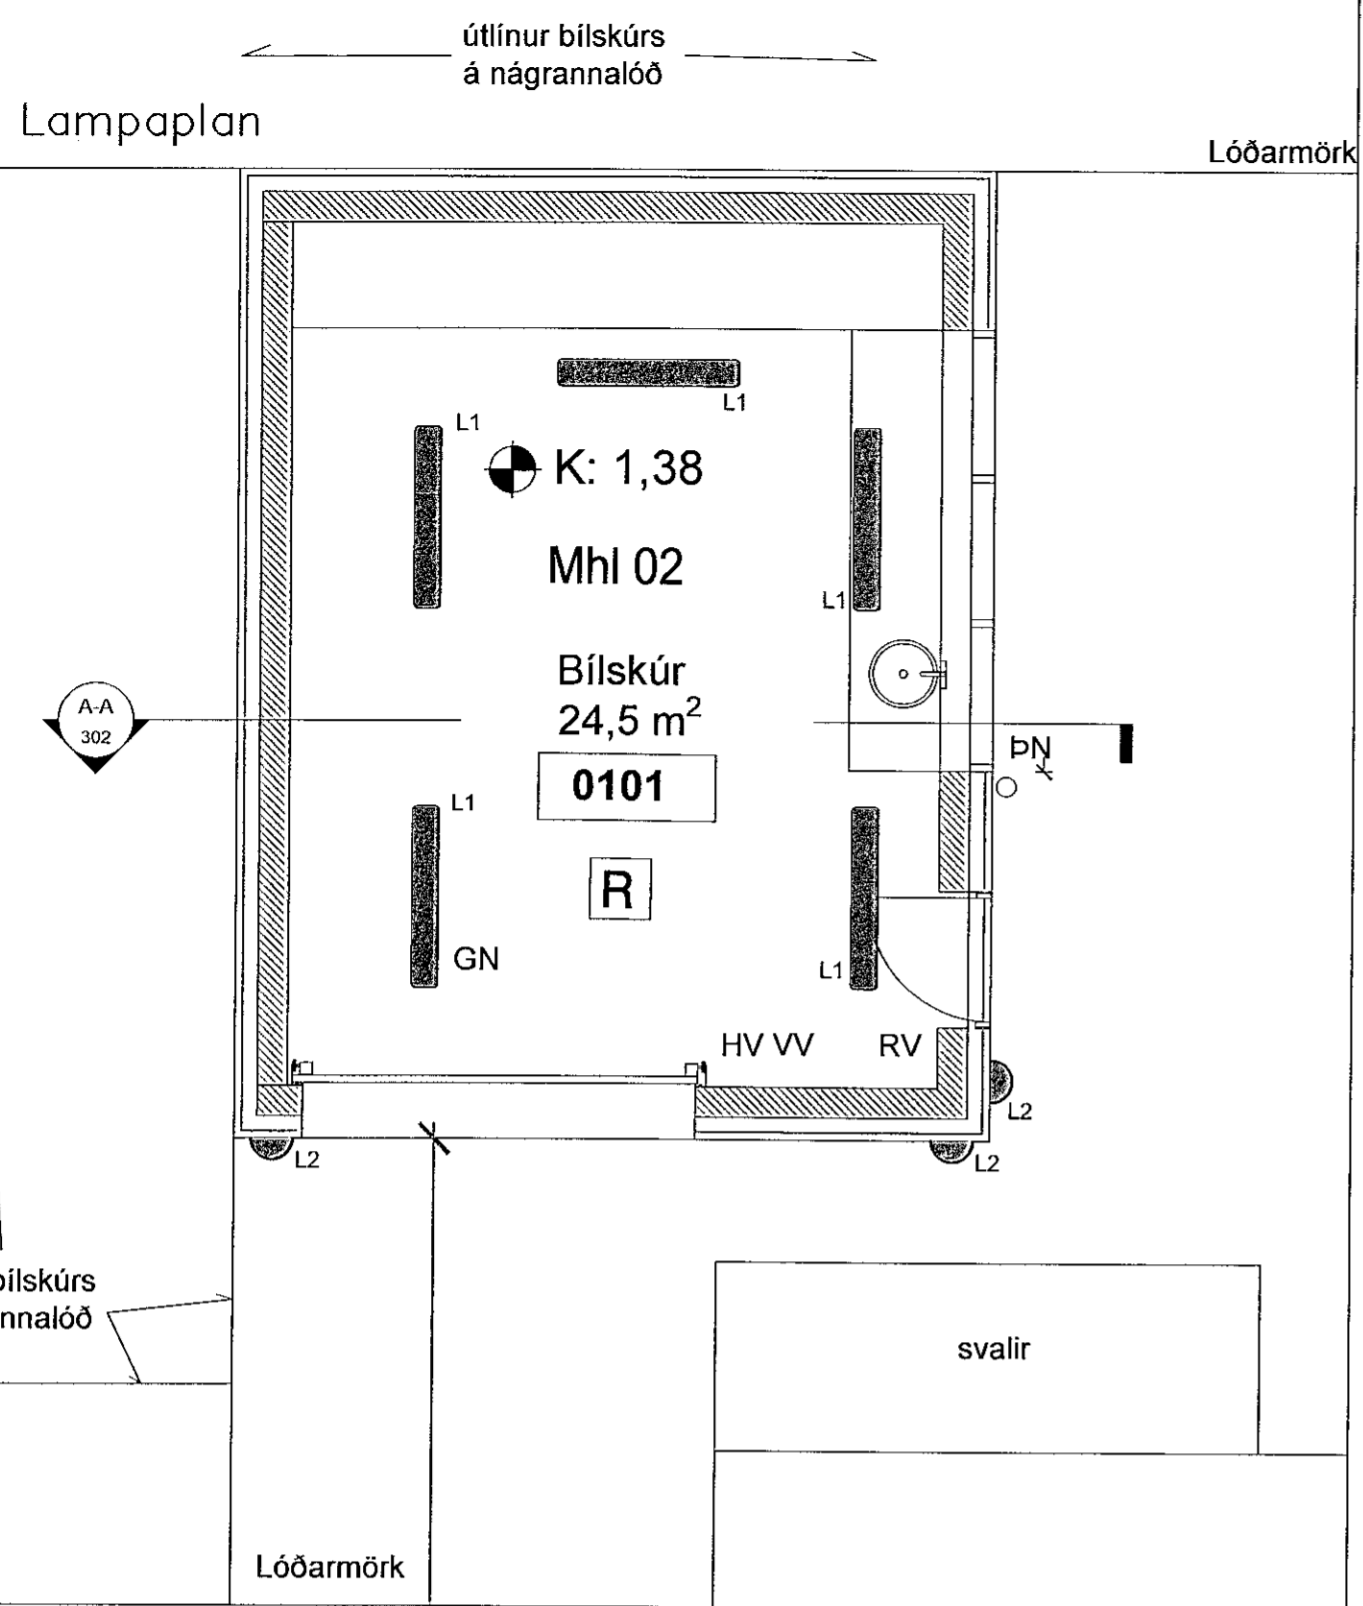 útlínur bílskúrs
á nágrannalóð
Lampaplan
Lóðarmörk
L1
L1
K: 1,38
Mhl 02
L1
Bílskúr
24,5 m²
A-A
302
ÞN
0101
L1
R
GN
L1
HV VV RV
L2
L2
L2
bílskúrs
nnalóð
svalir
Lóðarmörk